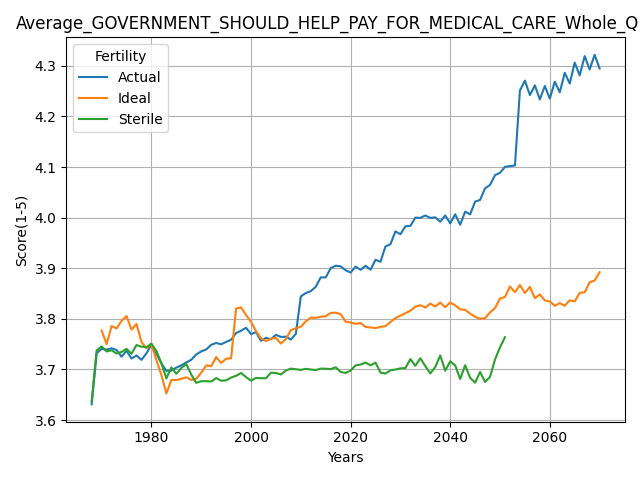 Average_GOVERNMENT_SHOULD_HELP_PAY_FOR_MEDICAL_CARE_Whole_Q
Fertility
Actual
Ideal
Sterile
Score(1-5)
4.3
4.2
4.1
4.0
3.9
3.8
3.7
3.6
1980 2000 2020 2040 2060
Years